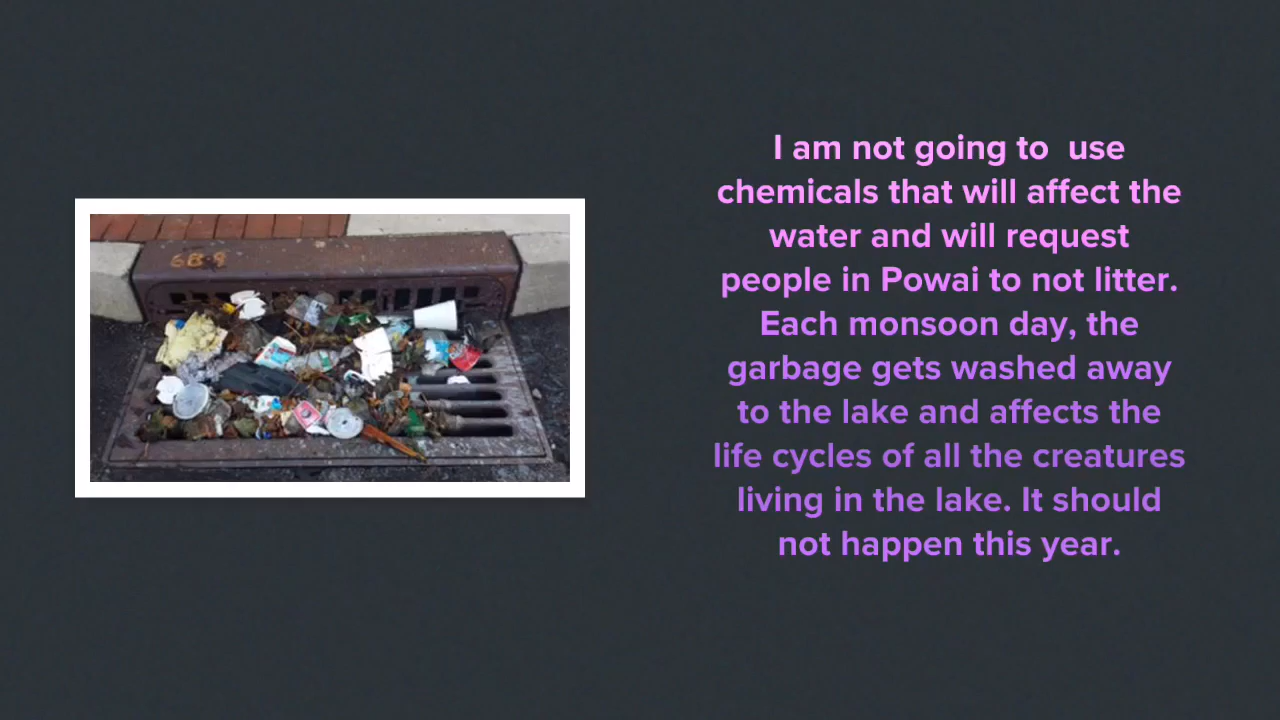 I am not going to  use
chemicals that will affect the
water and will request
people in Powai to not litter.
Each monsoon day, the
garbage gets washed away
to the lake and affects the
life cycles of all the creatures
living in the lake. It should
not happen this year.